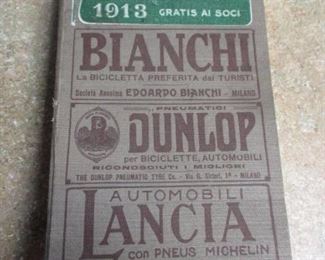 1913 GRATIS AI SOCI
BIANCHI
LA BICICLETTA PREFERITA dai TURISTI
Società Anonima EDOARDO BIANCHI - MILANO
PNEUMATICI
DUNLOP
per BICICLETTE, AUTOMOBILI
RICONOSCIUTI I MIGLIORI
THE DUNLOP PNEUMATIC TYRE Co. - Via G. Sirtori, 1ª - MILANO
AUTOMOBILI
LANCIA
con PNEUS MICHELIN